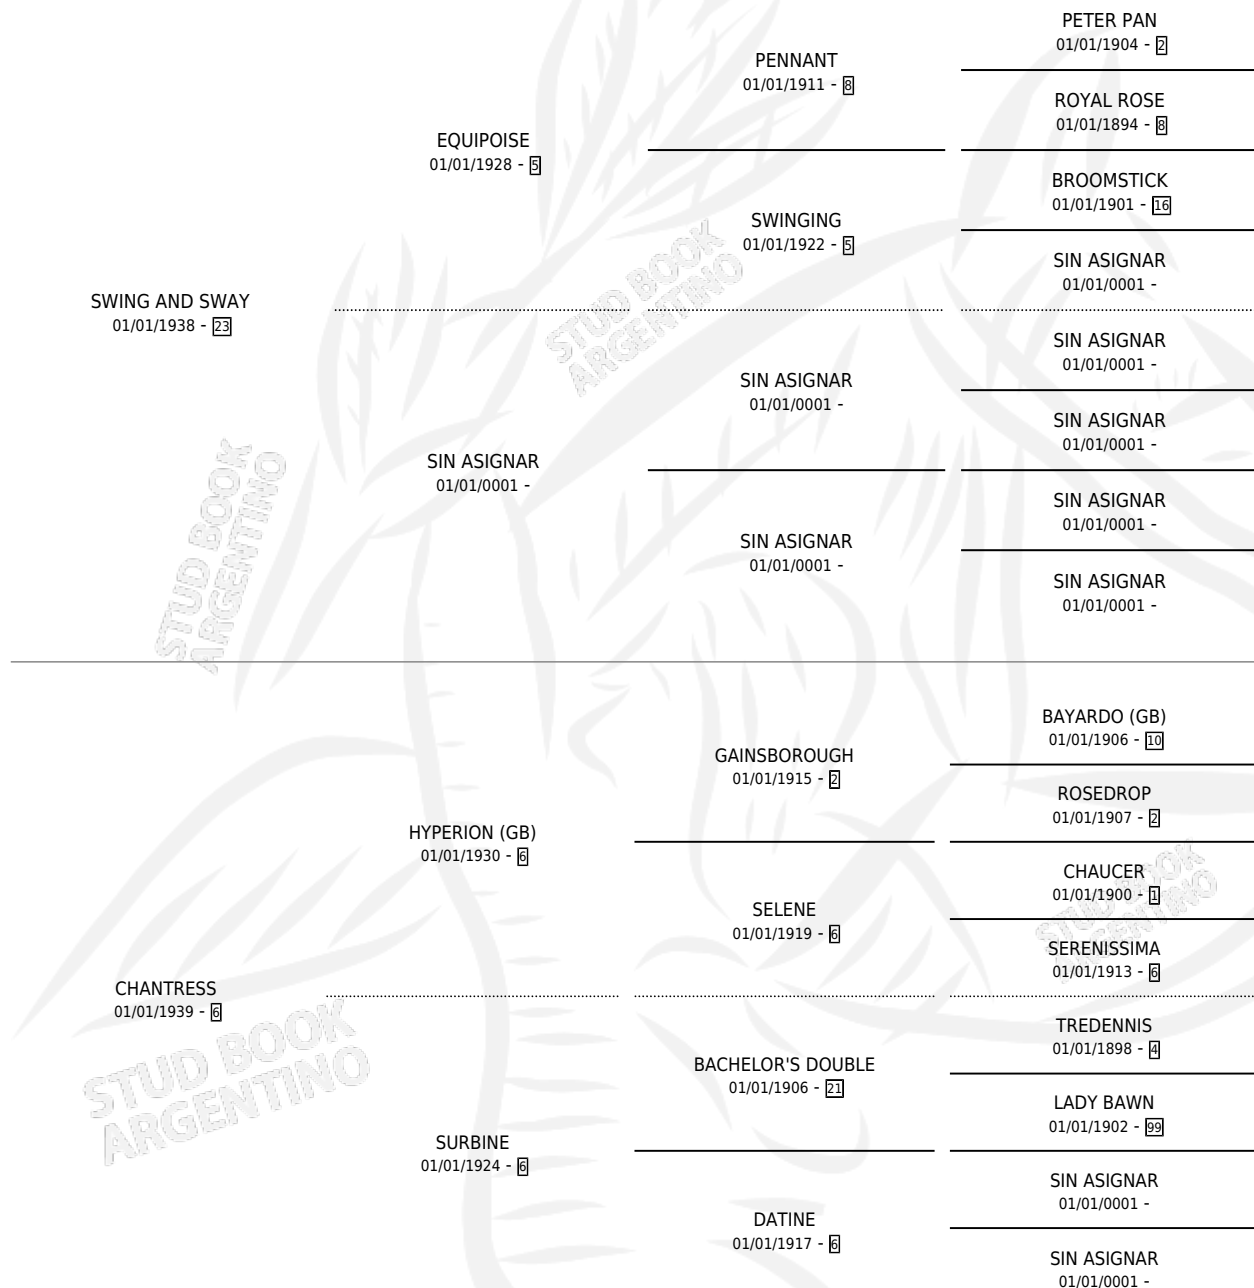 PETER PAN
01/01/1904 - 2
PENNANT
01/01/1911 - 8
ROYAL ROSE
01/01/1894 - 8
EQUIPOISE
01/01/1928 - 5
BROOMSTICK
01/01/1901 - 16
SWINGING
01/01/1922 - 5
SIN ASIGNAR
01/01/0001 -
SWING AND SWAY
01/01/1938 - 23
SIN ASIGNAR
01/01/0001 -
SIN ASIGNAR
01/01/0001 -
SIN ASIGNAR
01/01/0001 -
SIN ASIGNAR
01/01/0001 -
SIN ASIGNAR
01/01/0001 -
SIN ASIGNAR
01/01/0001 -
SIN ASIGNAR
01/01/0001 -
BAYARDO (GB)
01/01/1906 - 10
GAINSBOROUGH
01/01/1915 - 2
ROSEDROP
01/01/1907 - 2
HYPERION (GB)
01/01/1930 - 6
CHAUCER
01/01/1900 - 1
SELENE
01/01/1919 - 6
SERENISSIMA
01/01/1913 - 6
CHANTRESS
01/01/1939 - 6
TREDENNIS
01/01/1898 - 4
BACHELOR'S DOUBLE
01/01/1906 - 21
LADY BAWN
01/01/1902 - 99
SURBINE
01/01/1924 - 6
SIN ASIGNAR
01/01/0001 -
DATINE
01/01/1917 - 6
SIN ASIGNAR
01/01/0001 -
STUD BOOK
ARGENTINO
STUD BOOK
ARGENTINO
STUD BOOK
ARGENTINO
STUD BOOK
ARGENTINO